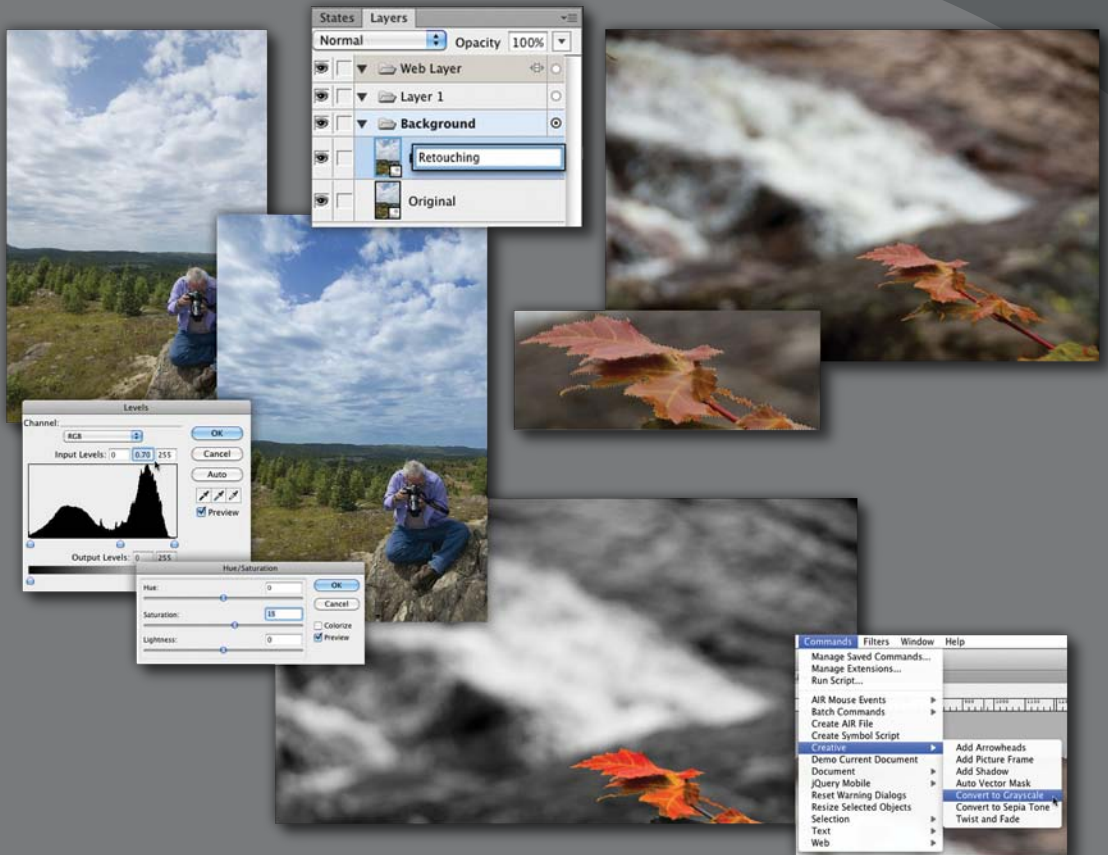 States Layers
Normal Opacity 100%
Web Layer
Layer 1
Background
Retouching
Original
Levels
Channel:
RGB
Input Levels: 0 0.70 255
Output Levels: 0 255
OK
Cancel
Auto
Preview
Hue/Saturation
Hue: 0
Saturation: 15
Lightness: 0
OK
Cancel
Colorize
Preview
Commands Filters Window Help
Manage Saved Commands...
Manage Extensions...
Run Script...
AIR Mouse Events
Batch Commands
Create AIR File
Create Symbol Script
Creative
Demo Current Document
Document
jQuery Mobile
Reset Warning Dialogs
Resize Selected Objects
Selection
Text
Web
Add Arrowheads
Add Picture Frame
Add Shadow
Auto Vector Mask
Convert to Grayscale
Convert to Sepia Tone
Twist and Fade